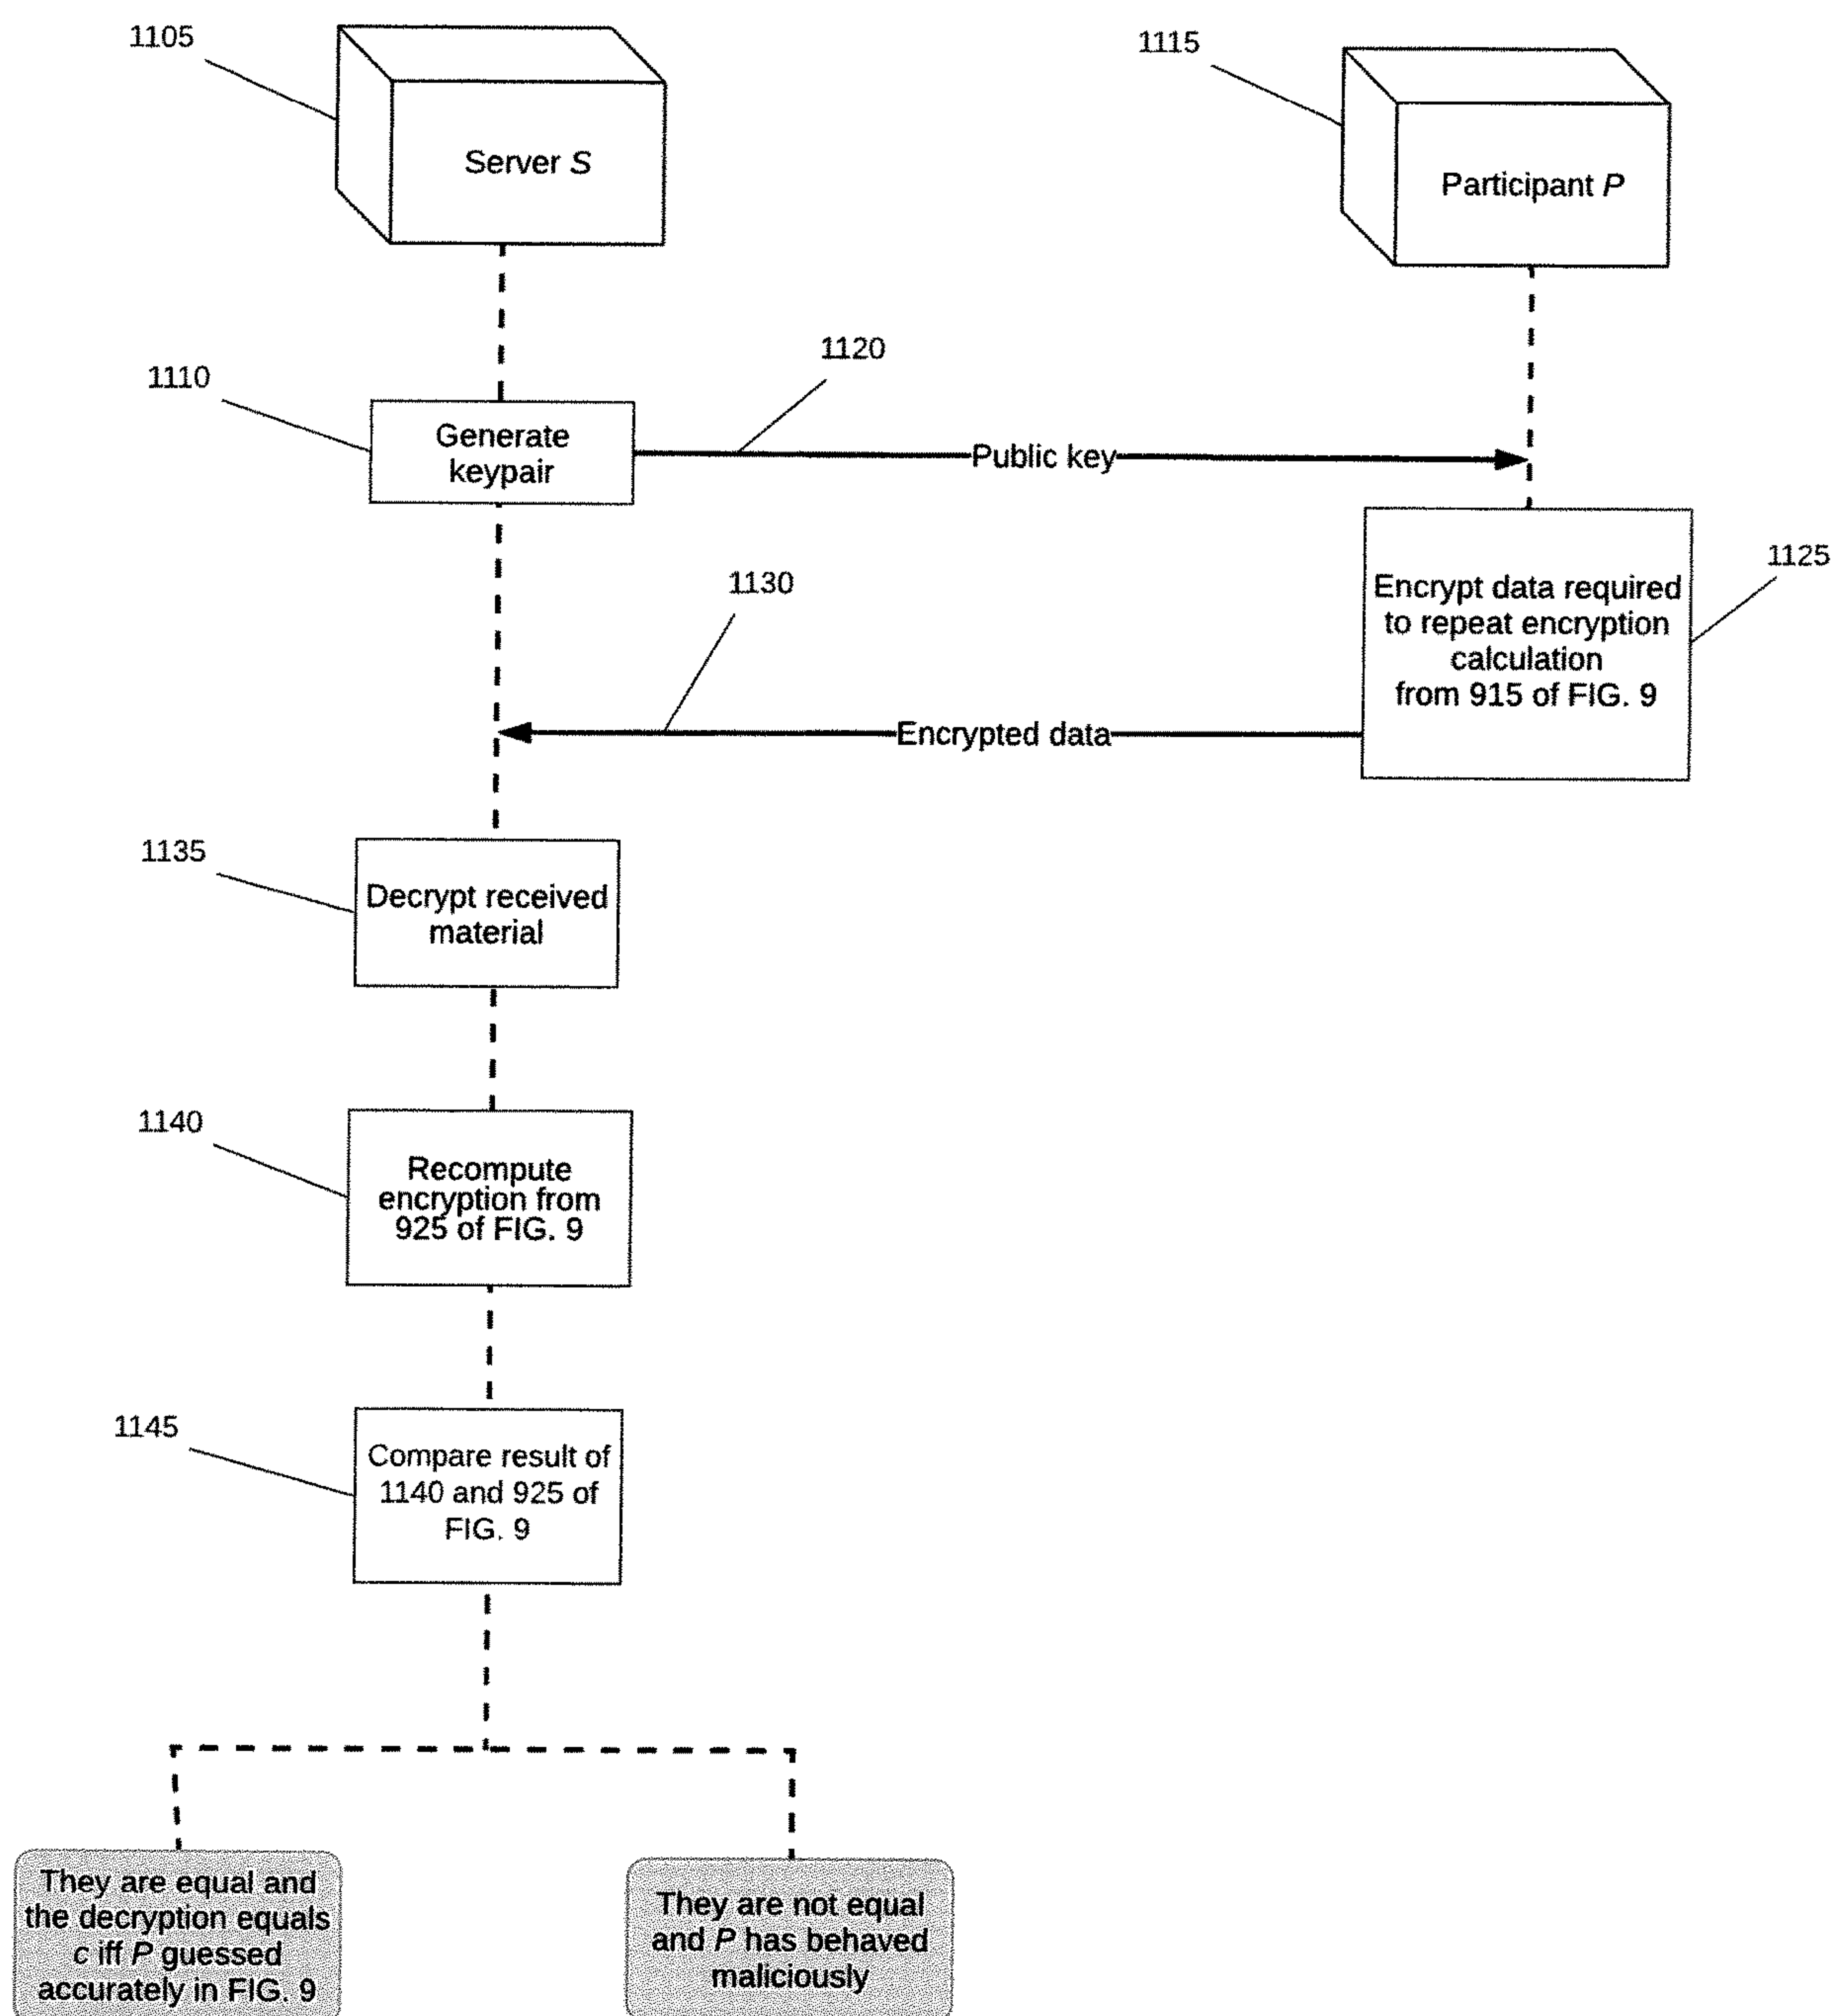 1105
1115
Server S
Participant P
1120
1110
Generate
keypair
Public key
1125
1130
Encrypt data required
to repeat encryption
calculation
from 915 of FIG. 9
Encrypted data
1135
Decrypt received
material
1140
Recompute
encryption from
925 of FIG. 9
1145
Compare result of
1140 and 925 of
FIG. 9
They are equal and
the decryption equals
c iff P guessed
accurately in FIG. 9
They are not equal
and P has behaved
maliciously